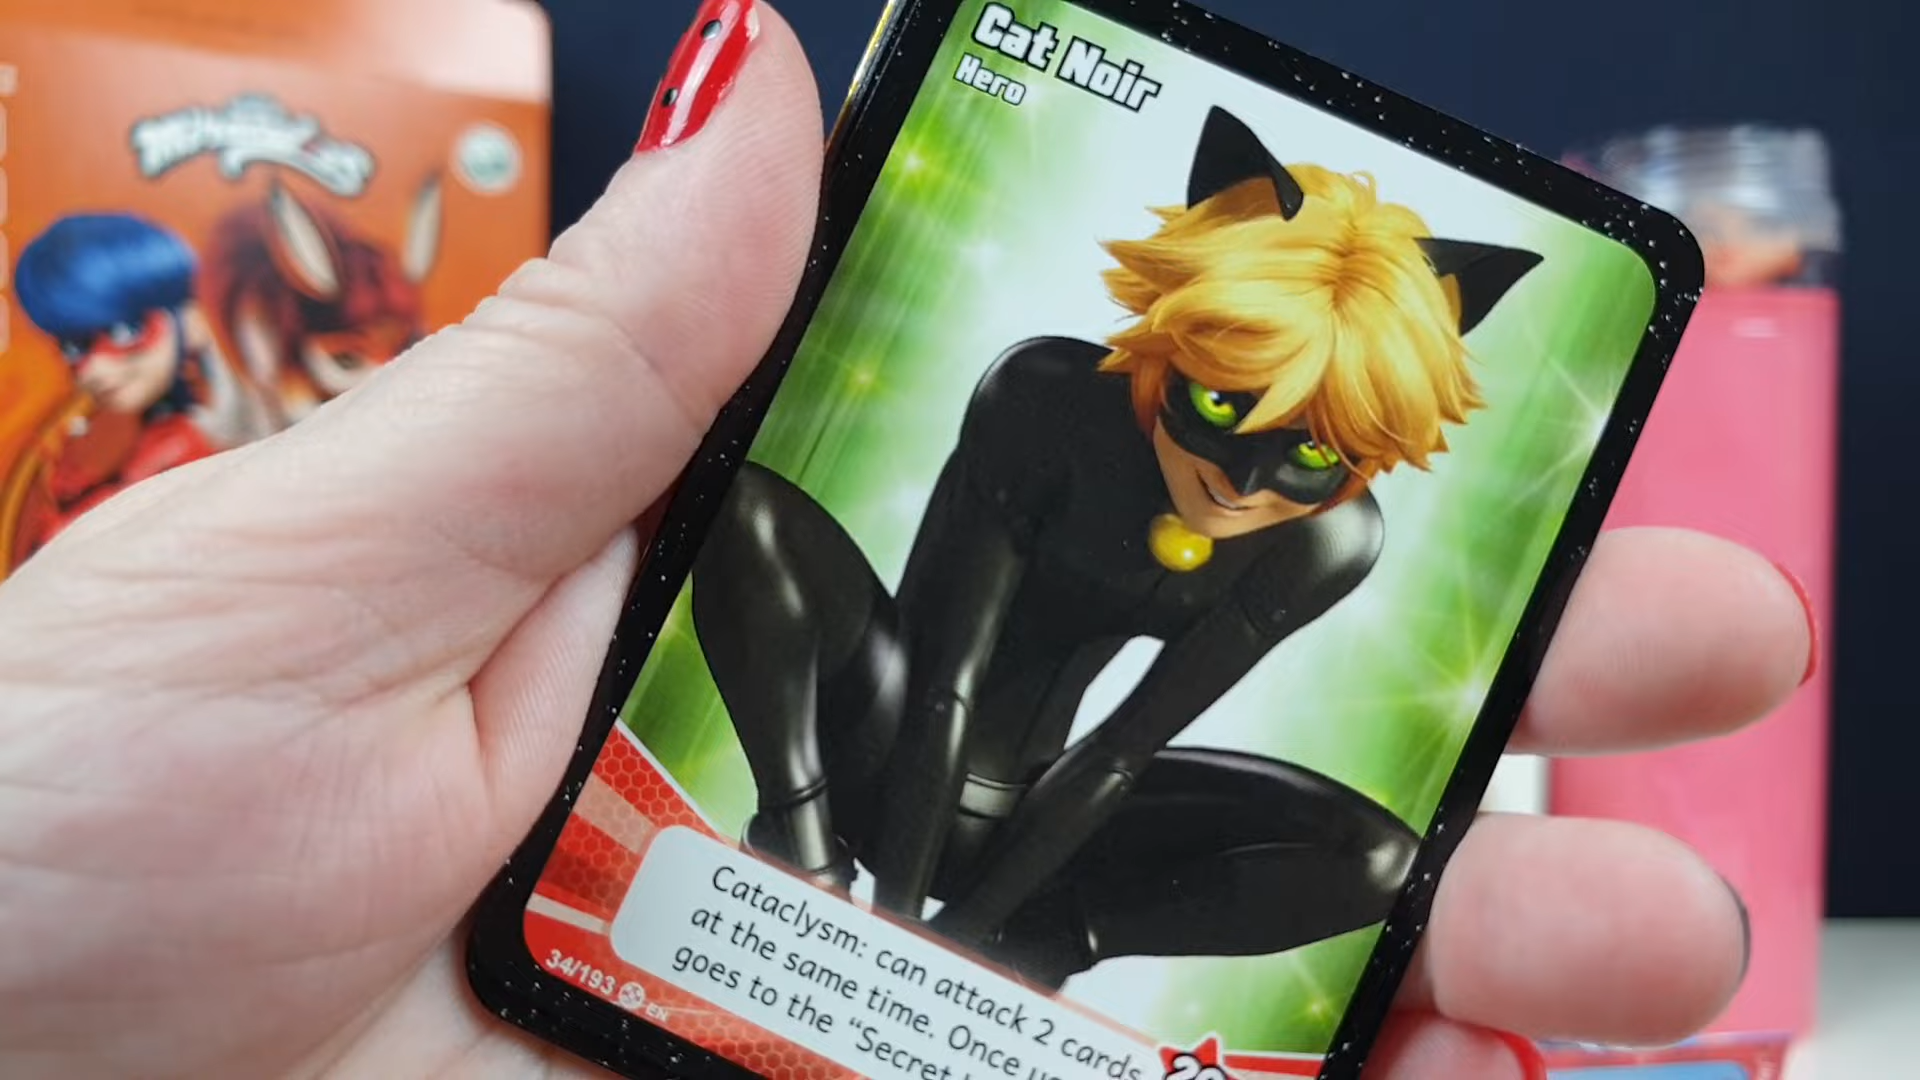 Cat Noir
Hero
Cataclysm: can attack 2 cards
at the same time. Once
goes to the “Secret
34/193 EN
MIRACULOUS